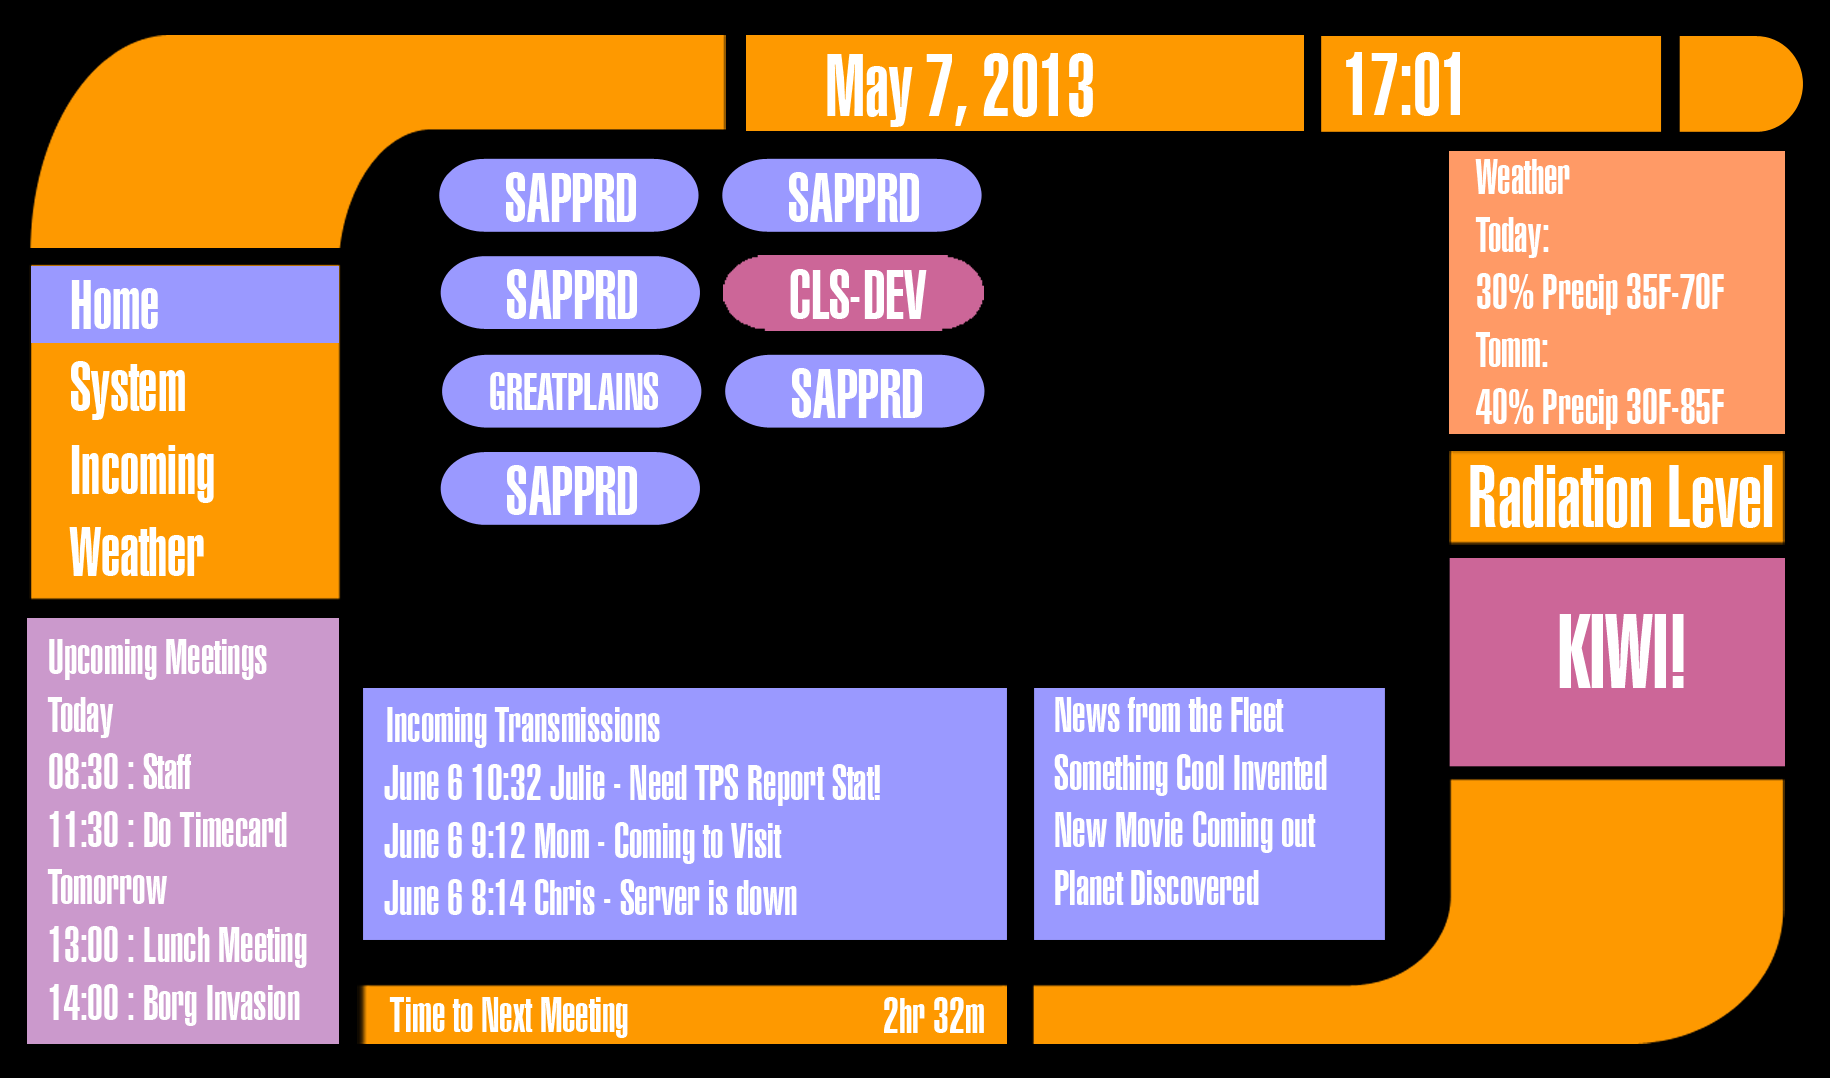 May 7, 2013
17:01
Home
System
Incoming
Weather
SAPPRD
SAPPRD
SAPPRD
CLS-DEV
GREATPLAINS
SAPPRD
SAPPRD
Weather
Today:
30% Precip 35F-70F
Tomm:
40% Precip 30F-85F
Radiation Level
KIWI!
Upcoming Meetings
Today
08:30 : Staff
11:30 : Do Timecard
Tomorrow
13:00 : Lunch Meeting
14:00 : Borg Invasion
Incoming Transmissions
June 6 10:32 Julie - Need TPS Report Stat!
June 6 9:12 Mom - Coming to Visit
June 6 8:14 Chris - Server is down
News from the Fleet
Something Cool Invented
New Movie Coming out
Planet Discovered
Time to Next Meeting 2hr 32m